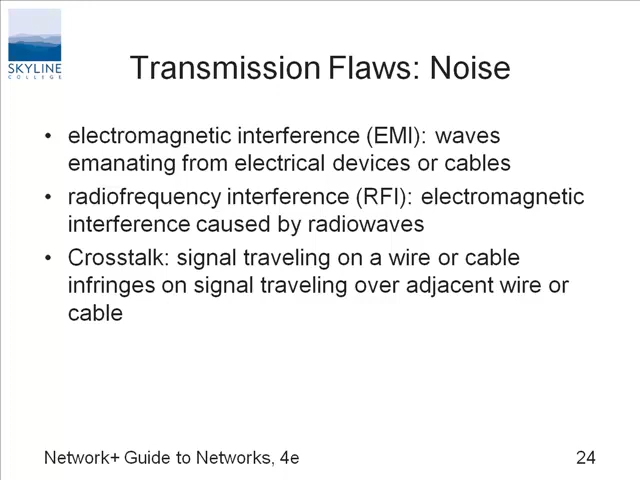 SKYLINE
COLLEGE
Transmission Flaws: Noise
• electromagnetic interference (EMI): waves
emanating from electrical devices or cables
• radiofrequency interference (RFI): electromagnetic
interference caused by radiowaves
• Crosstalk: signal traveling on a wire or cable
infringes on signal traveling over adjacent wire or
cable
Network+ Guide to Networks, 4e
24